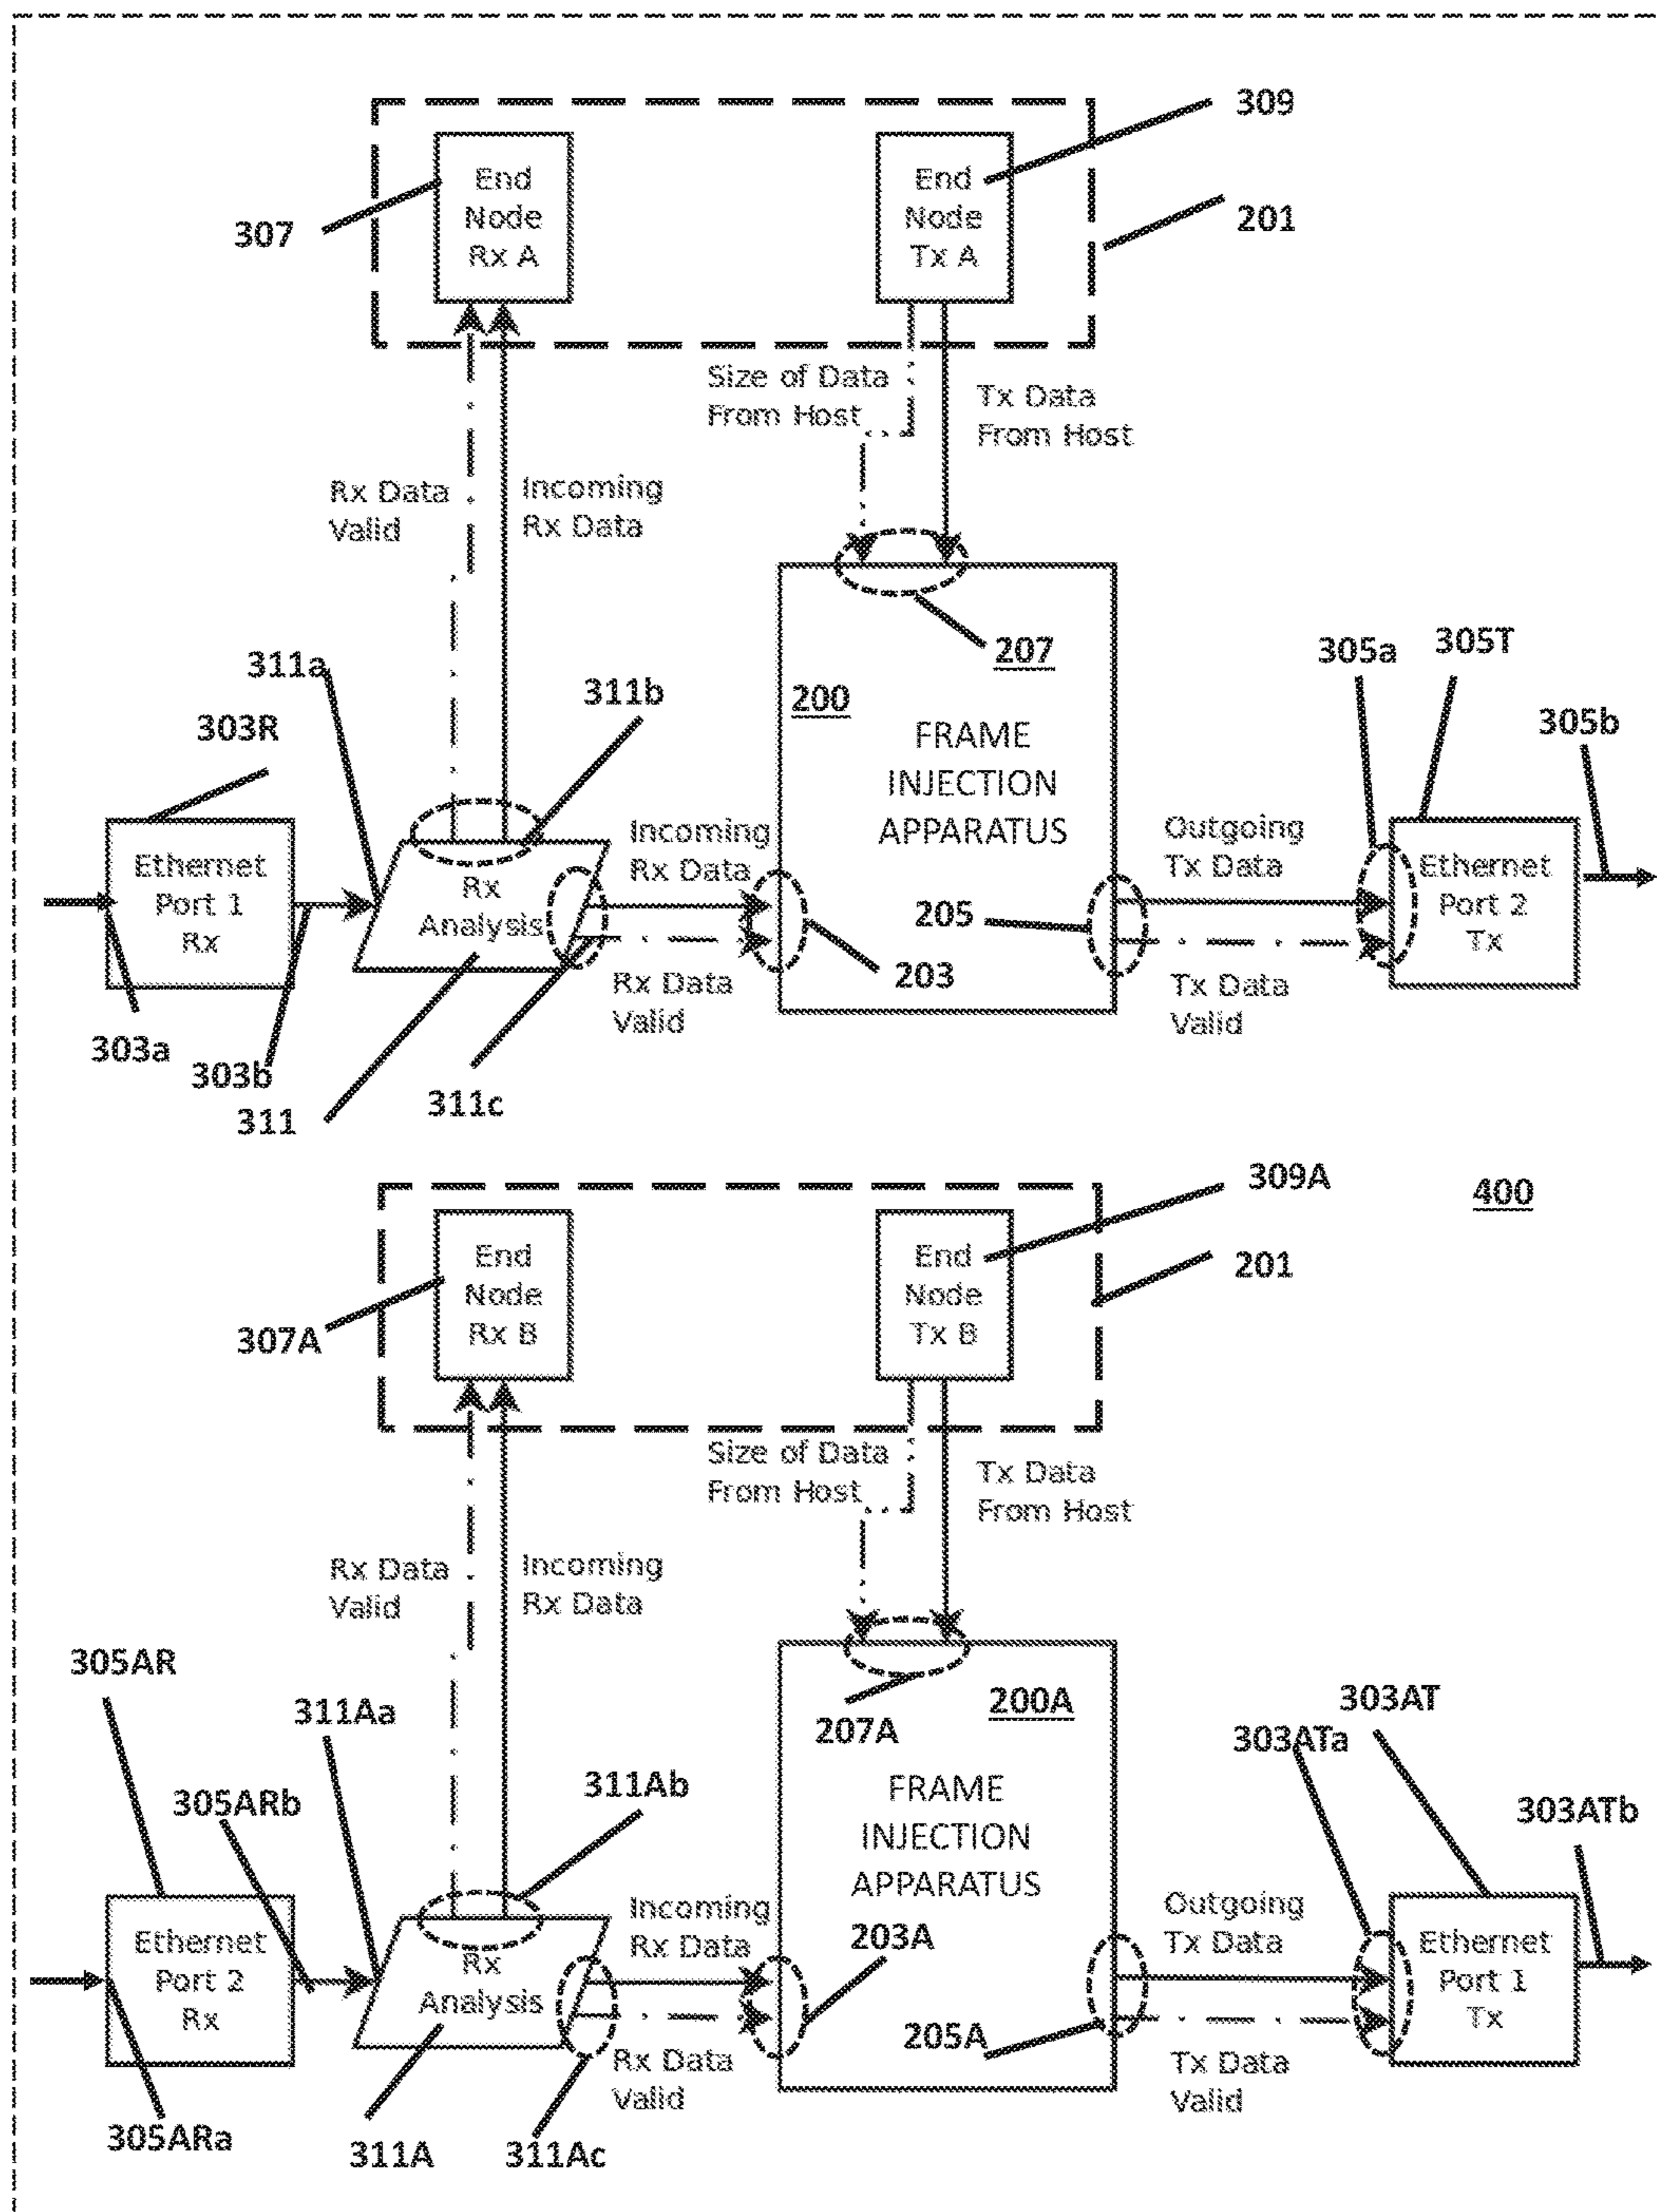 309
End
Node
Rx A
End
Node
Tx A
201
307
Size of Data
From Host
Tx Data
From Host
Rx Data
Valid
Incoming
Rx Data
207
305a
305T
311a
311b
200
305b
303R
FRAME
INJECTION
APPARATUS
Incoming
Rx Data
Outgoing
Tx Data
Ethernet
Port 1
Rx
Rx
Analysis
205
Ethernet
Port 2
Tx
203
Rx Data
Valid
Tx Data
Valid
303a
303b
311
311c
309A
400
End
Node
Rx B
End
Node
Tx B
201
307A
Size of Data
From Host
Tx Data
From Host
Rx Data
Valid
Incoming
Rx Data
305AR
311Aa
200A
303AT
207A
303ATa
311Ab
305ARb
303ATb
FRAME
INJECTION
APPARATUS
Incoming
Rx Data
Outgoing
Tx Data
203A
Ethernet
Port 2
Rx
Rx
Analysis
Ethernet
Port 1
Tx
205A
Rx Data
Valid
Tx Data
Valid
305ARa
311A
311Ac